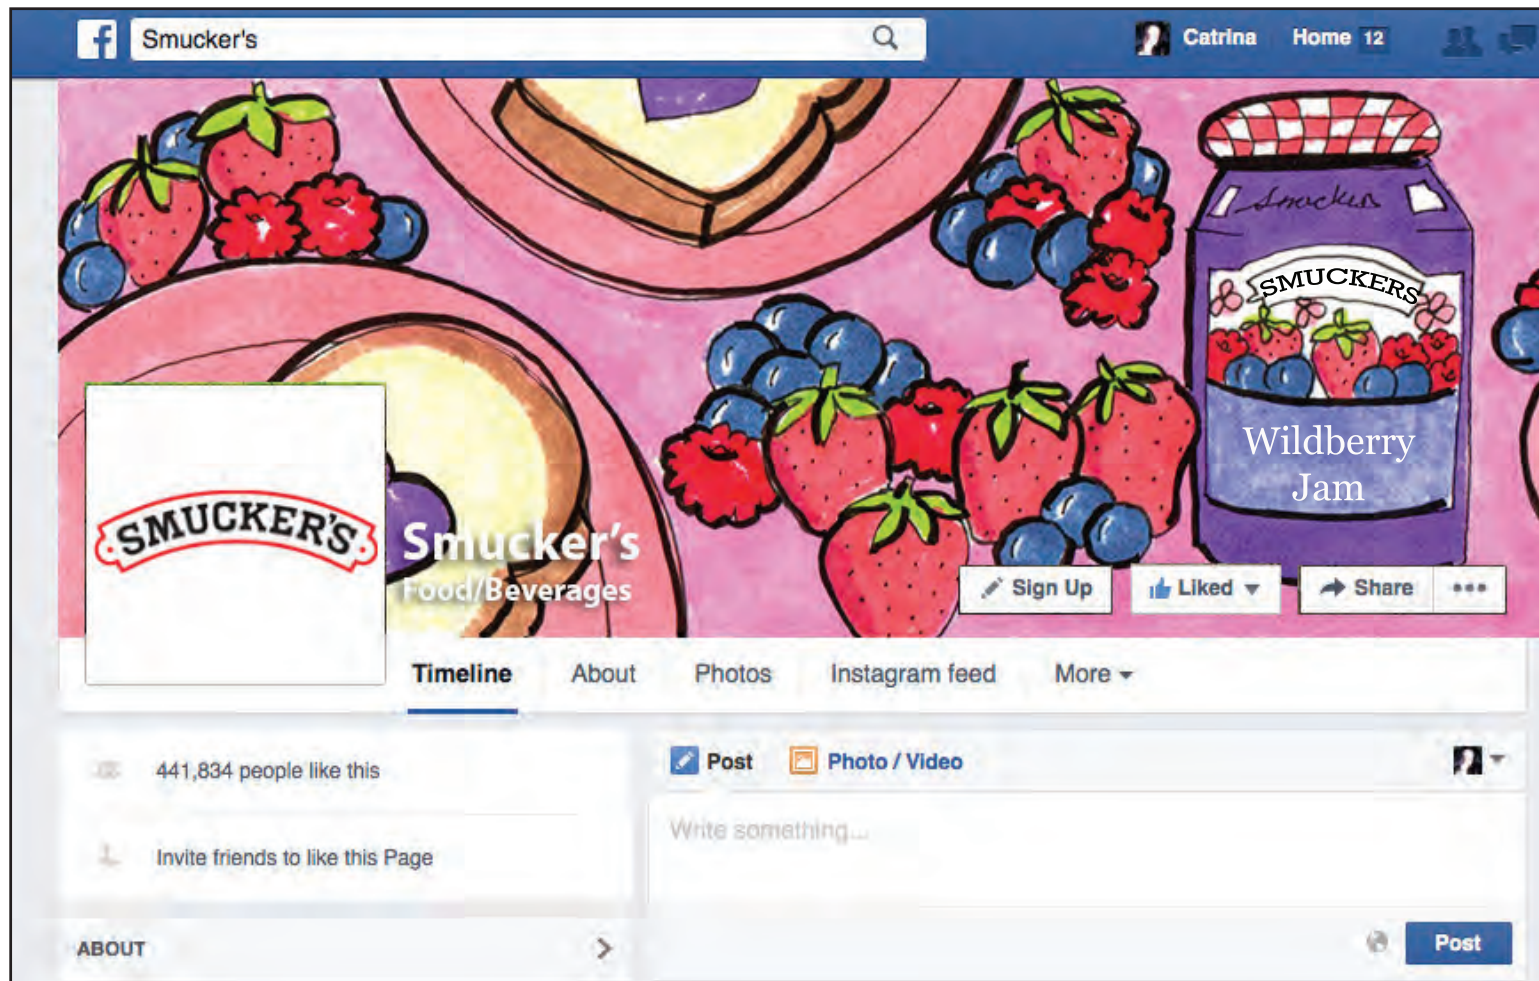 f
Smucker's
Catrina
Home 12
Smuckers
SMUCKERS
Wildberry
Jam
SMUCKER'S
Smucker's
Food/Beverages
Sign Up
Liked
Share
Timeline
About
Photos
Instagram feed
More
441,834 people like this
Invite friends to like this Page
ABOUT
Post
Photo / Video
Write something...
Post